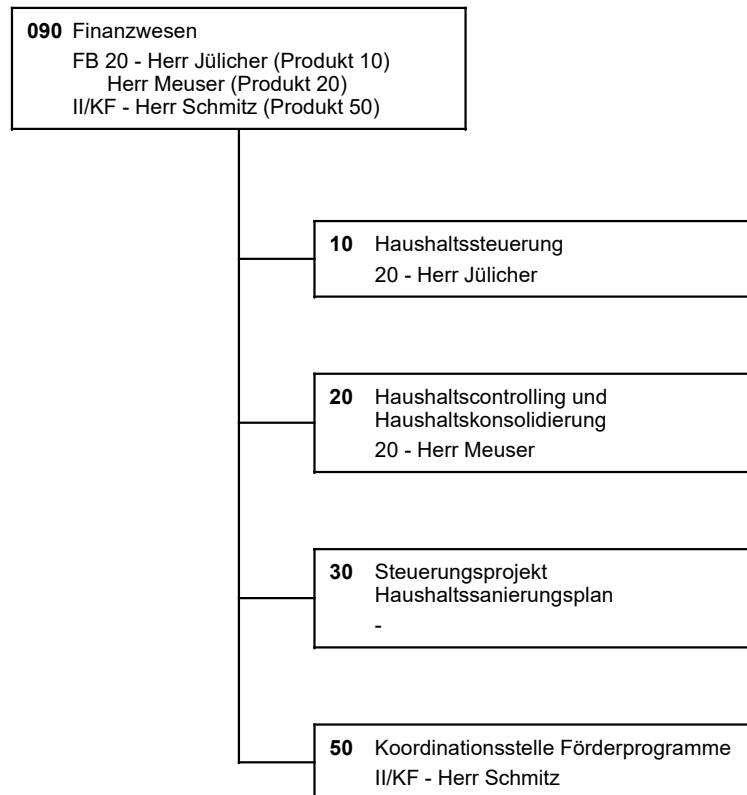 090 Finanzwesen
FB 20 - Herr Jülicher (Produkt 10)
Herr Meuser (Produkt 20)
II/KF - Herr Schmitz (Produkt 50)
10 Haushaltssteuerung
20 - Herr Jülicher
20 Haushaltscontrolling und
Haushaltskonsolidierung
20 - Herr Meuser
30 Steuerungsprojekt
Haushaltssanierungsplan
-
50 Koordinationsstelle Förderprogramme
II/KF - Herr Schmitz